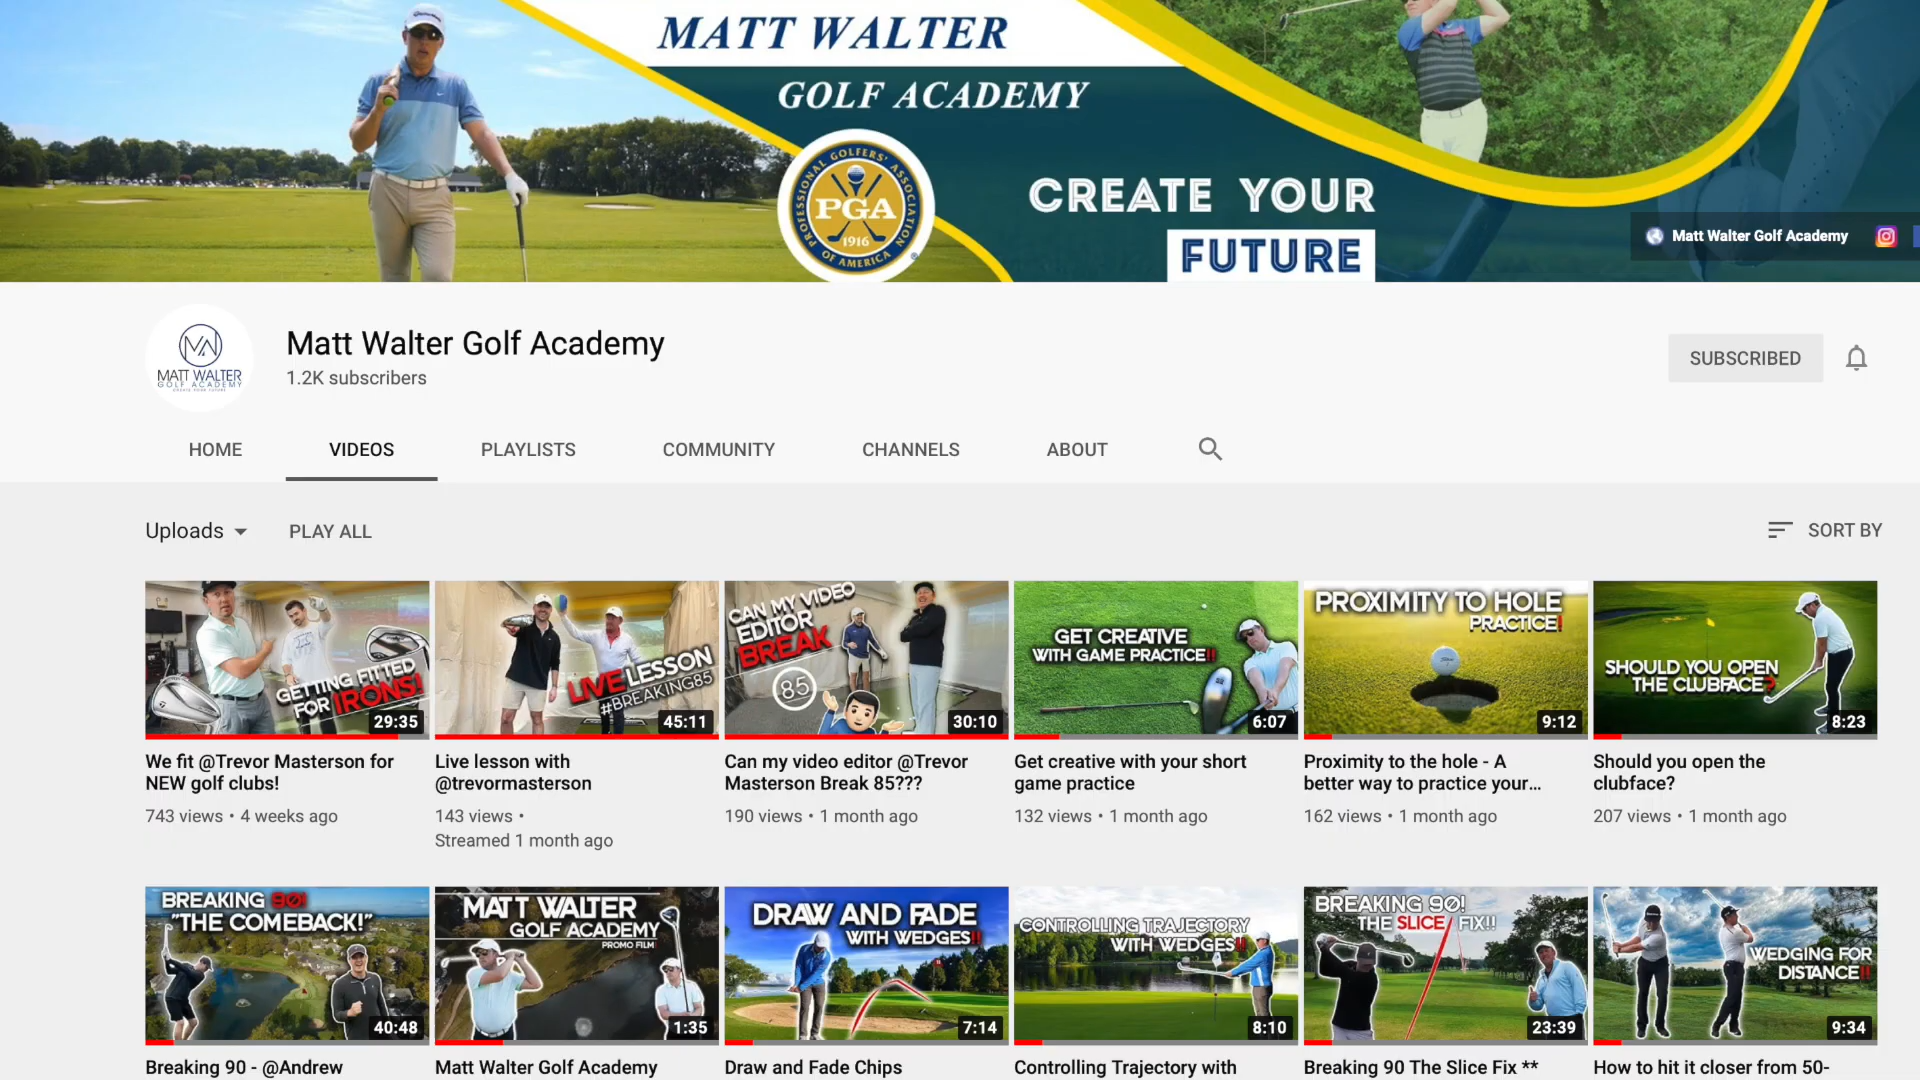 MATT WALTER
GOLF ACADEMY
PROFESSIONAL GOLFERS' ASSOCIATION
PGA
1916
OF AMERICA
CREATE YOUR
FUTURE
Matt Walter Golf Academy
MATT WALTER
GOLF ACADEMY
Matt Walter Golf Academy
1.2K subscribers
SUBSCRIBED
HOME
VIDEOS
PLAYLISTS
COMMUNITY
CHANNELS
ABOUT
Uploads
PLAY ALL
SORT BY
GETTING FITTED
FOR IRONS!
29:35
We fit @Trevor Masterson for
NEW golf clubs!
743 views • 4 weeks ago
LIVE LESSON
#BREAKING85
45:11
Live lesson with
@trevormasterson
143 views •
Streamed 1 month ago
CAN MY VIDEO
EDITOR
BREAK
85
30:10
Can my video editor @Trevor
Masterson Break 85???
190 views • 1 month ago
GET CREATIVE
WITH GAME PRACTICE!!
6:07
Get creative with your short
game practice
132 views • 1 month ago
PROXIMITY TO HOLE
PRACTICE!
9:12
Proximity to the hole - A
better way to practice your...
162 views • 1 month ago
SHOULD YOU OPEN
THE CLUBFACE?
8:23
Should you open the
clubface?
207 views • 1 month ago
BREAKING 90!
"THE COMEBACK!"
40:48
Breaking 90 - @Andrew
MATT WALTER
GOLF ACADEMY
PROMO FILM
1:35
Matt Walter Golf Academy
DRAW AND FADE
WITH WEDGES!!
7:14
Draw and Fade Chips
CONTROLLING TRAJECTORY
WITH WEDGES!!
8:10
Controlling Trajectory with
BREAKING 90!
THE SLICE FIX!!
23:39
Breaking 90 The Slice Fix **
WEDGING FOR
DISTANCE!!
9:34
How to hit it closer from 50-